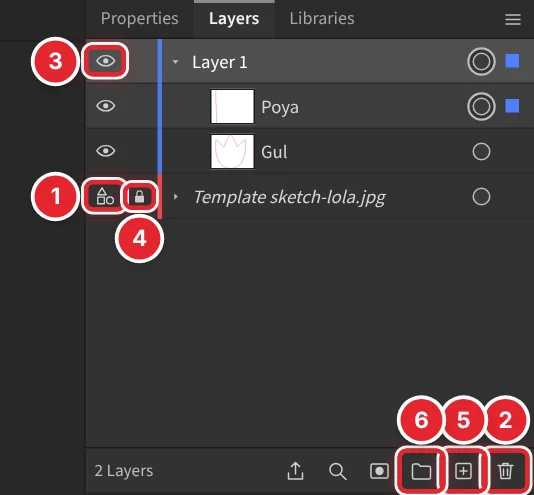 Properties Layers Libraries
3
Layer 1
Poya
Gul
1
Template sketch-lola.jpg
4
6 5 2
2 Layers